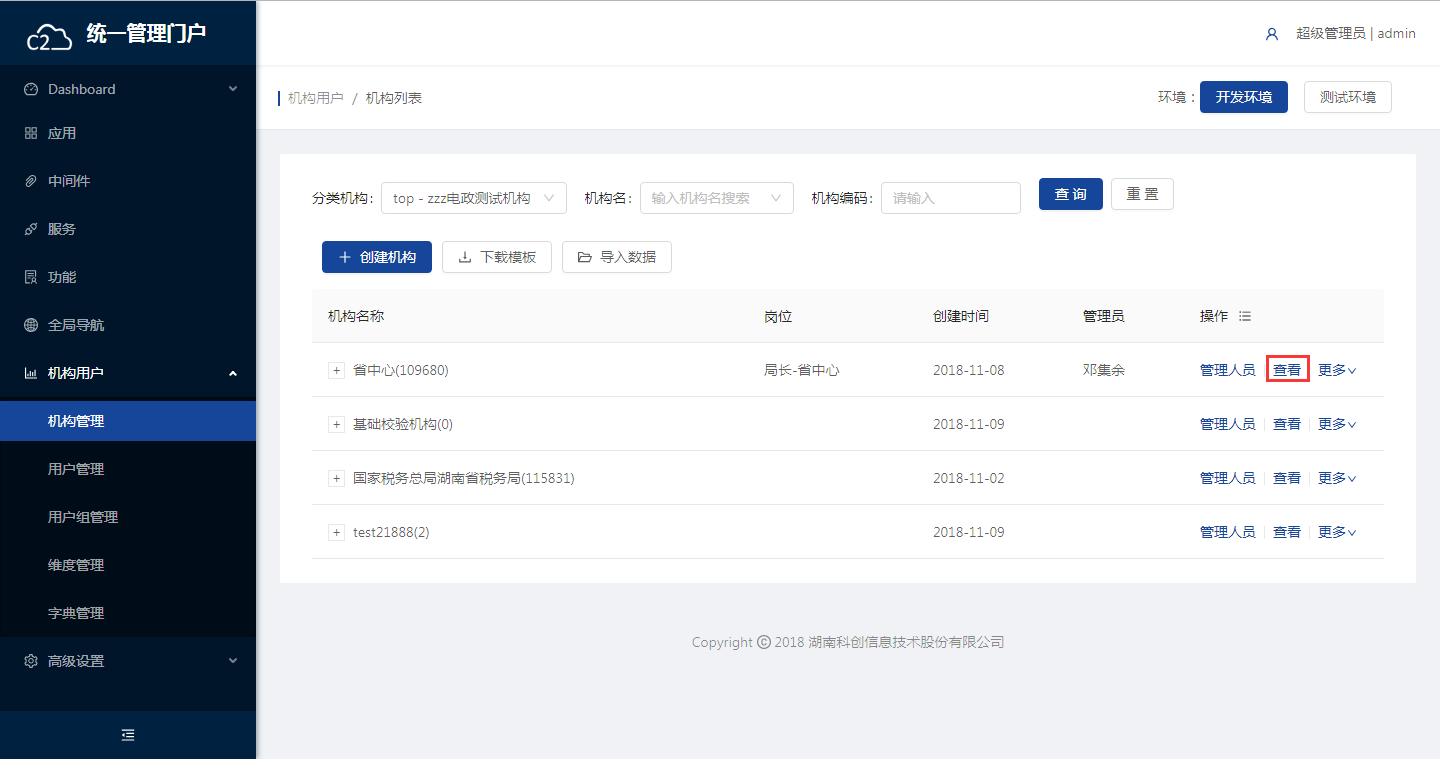 C2 统一管理门户
超级管理员 | admin
Dashboard
应用
中间件
服务
功能
全局导航
机构用户
机构管理
用户管理
用户组管理
维度管理
字典管理
高级设置
机构用户 / 机构列表
环境： 开发环境 测试环境
分类机构： top - zzz电政测试机构 机构名： 输入机构名搜索 机构编码： 请输入 查 询 重 置
创建机构 下载模板 导入数据
机构名称 岗位 创建时间 管理员 操作
+ 省中心(109680) 局长-省中心 2018-11-08 邓集余 管理人员 查看 更多
+ 基础校验机构(0) 2018-11-09 管理人员 查看 更多
+ 国家税务总局湖南省税务局(115831) 2018-11-02 管理人员 查看 更多
+ test21888(2) 2018-11-09 管理人员 查看 更多
Copyright © 2018 湖南科创信息技术股份有限公司